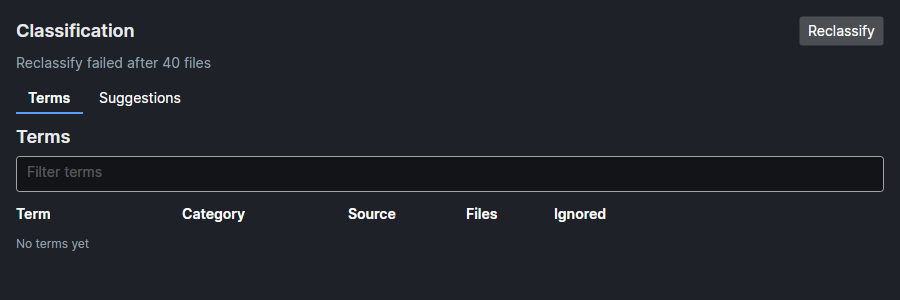 Classification
Reclassify
Reclassify failed after 40 files
Terms Suggestions
Terms
Filter terms
Term Category Source Files Ignored
No terms yet